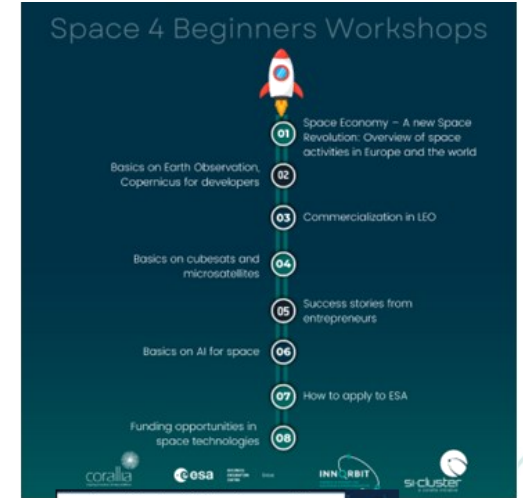 Space 4 Beginners Workshops
01
Space Economy – A new Space
Revolution: Overview of space
activities in Europe and the world
Basics on Earth Observation,
Copernicus for developers
02
03
Commercialization in LEO
Basics on cubesats and
microsatellites
04
05
Success stories from
entrepreneurs
Basics on AI for space
06
07
How to apply to ESA
Funding opportunities in
space technologies
08
corallia
esa
INNORBIT
si-cluster